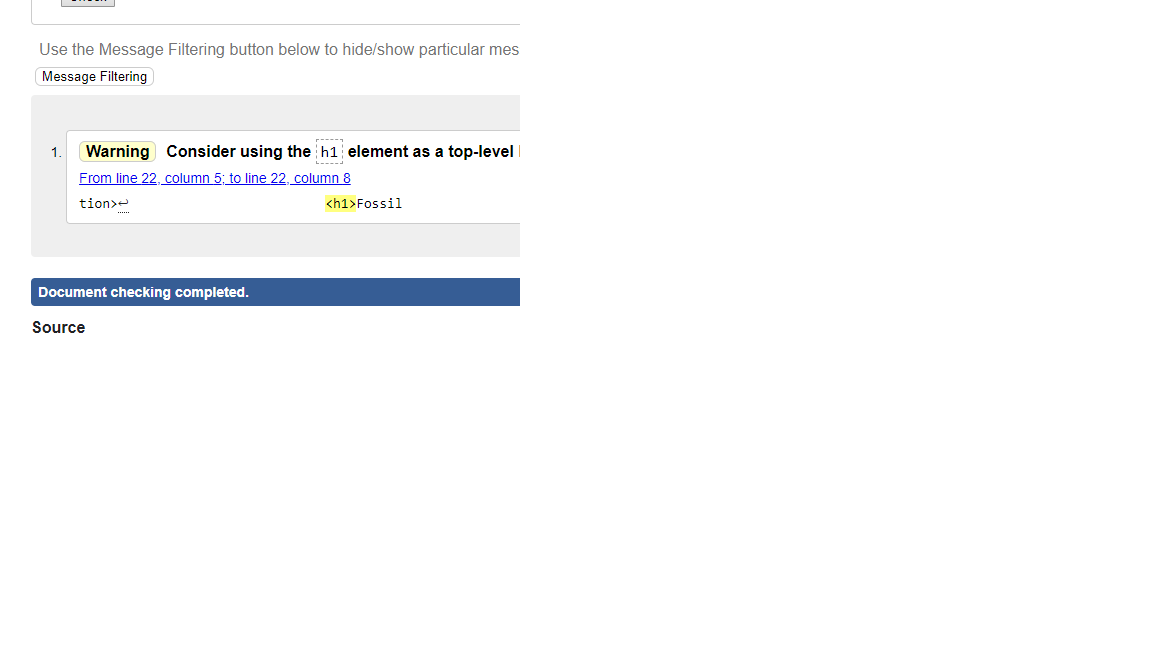 Use the Message Filtering button below to hide/show particular mes
Message Filtering
1. Warning Consider using the h1 element as a top-level
From line 22, column 5; to line 22, column 8
tion>↩ <h1>Fossil
Document checking completed.
Source